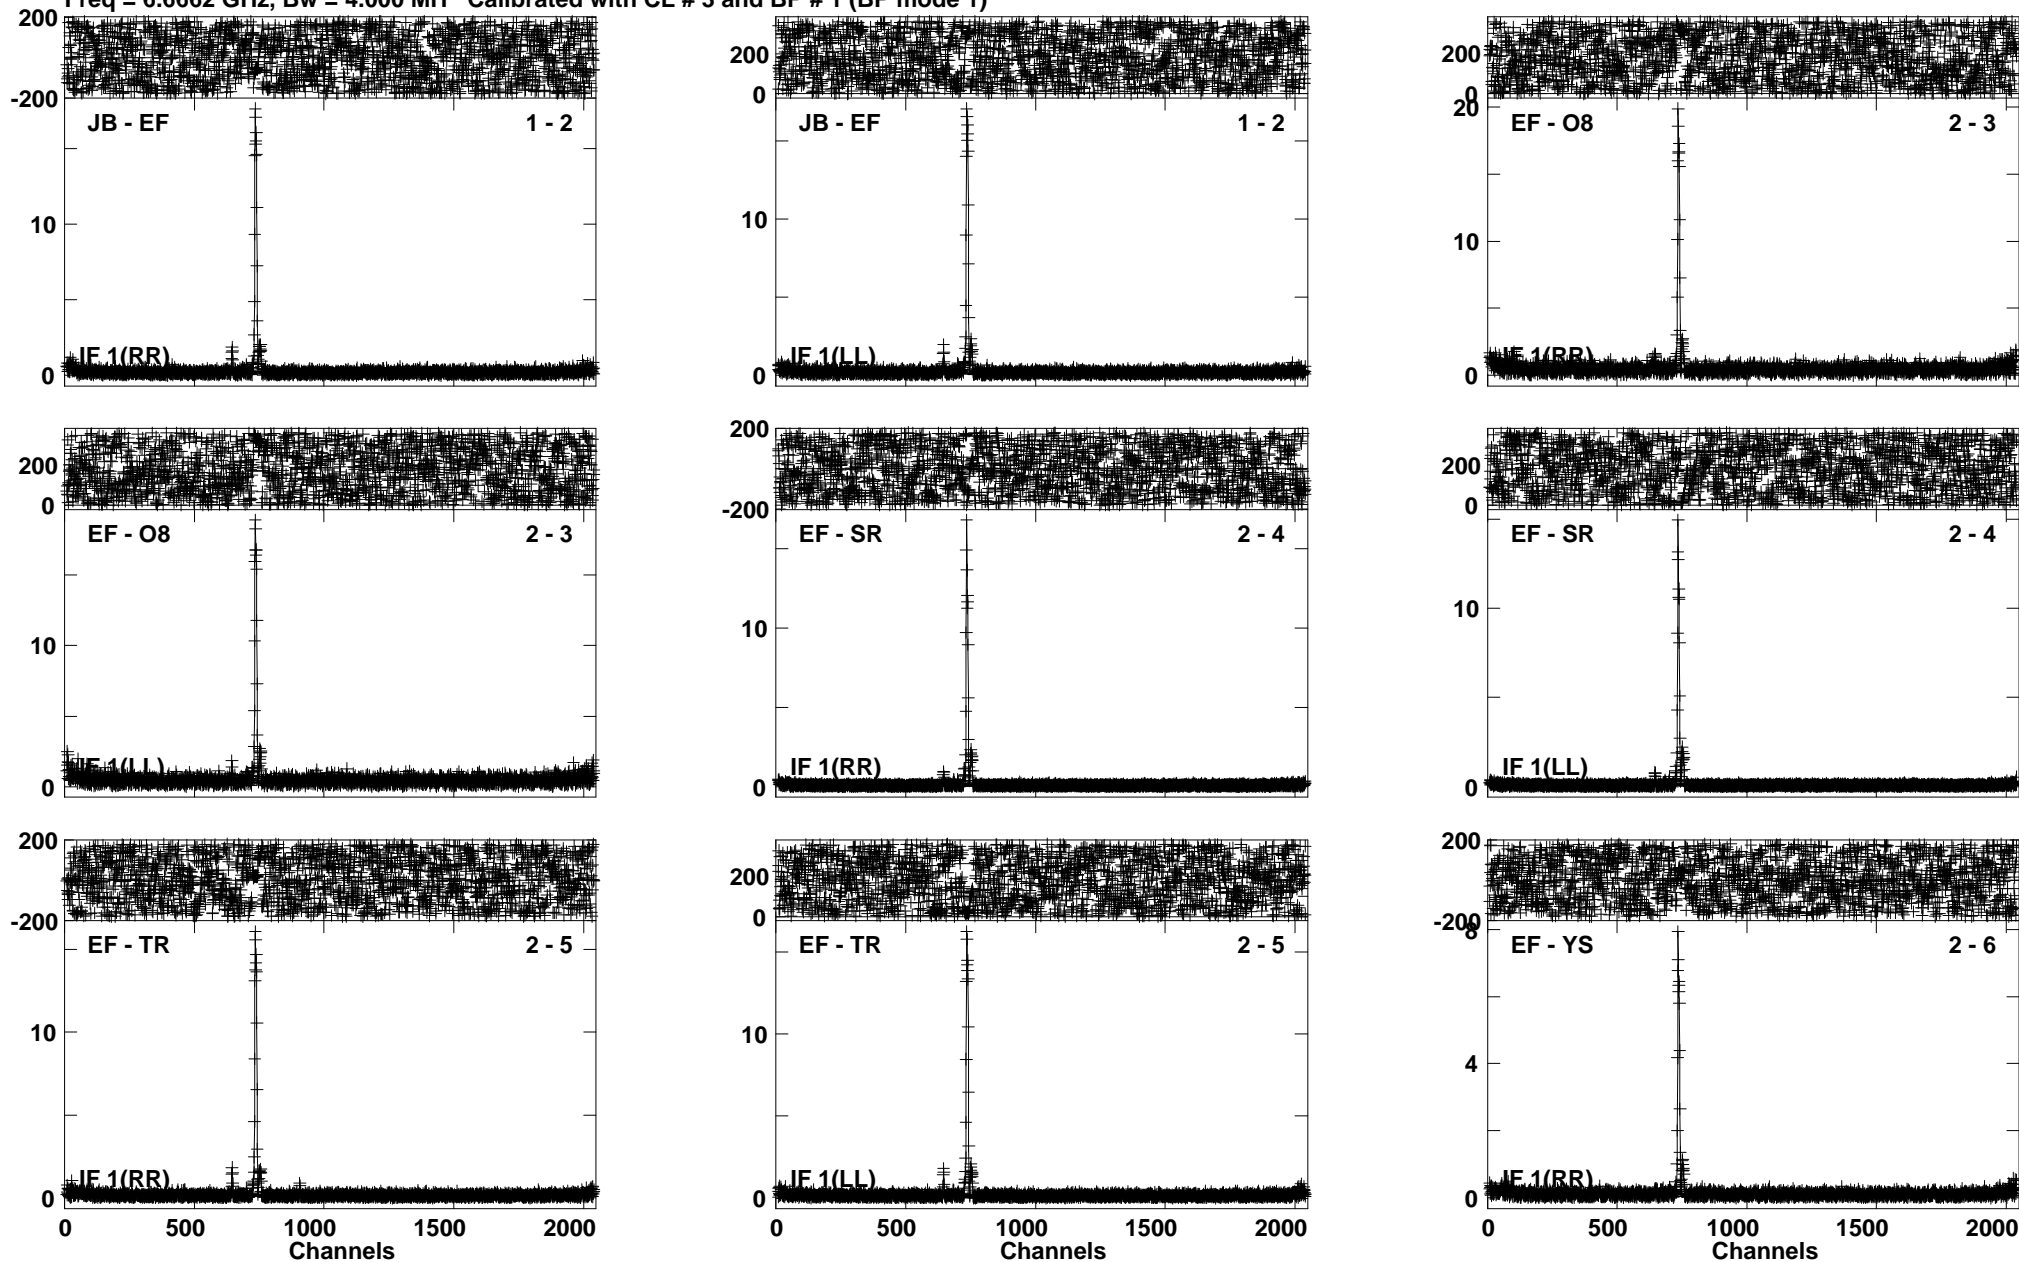 Freq = 6.6662 GHz, Bw = 4.000 MH Calibrated with CL # 3 and BP # 1 (BP mode 1)
200
-200
JB - EF 1 - 2
10
IF 1(RR)
0
200
0
JB - EF 1 - 2
10
IF 1(LL)
0
200
0
20
EF - O8 2 - 3
10
IF 1(RR)
0
200
0
EF - O8 2 - 3
10
IF 1(LL)
0
200
-200
EF - SR 2 - 4
10
IF 1(RR)
0
200
0
EF - SR 2 - 4
10
IF 1(LL)
0
200
-200
EF - TR 2 - 5
10
IF 1(RR)
0
0 500 1000 1500 2000
Channels
200
0
EF - TR 2 - 5
10
IF 1(LL)
0
0 500 1000 1500 2000
Channels
200
-200
8
EF - YS 2 - 6
4
IF 1(RR)
0
0 500 1000 1500 2000
Channels